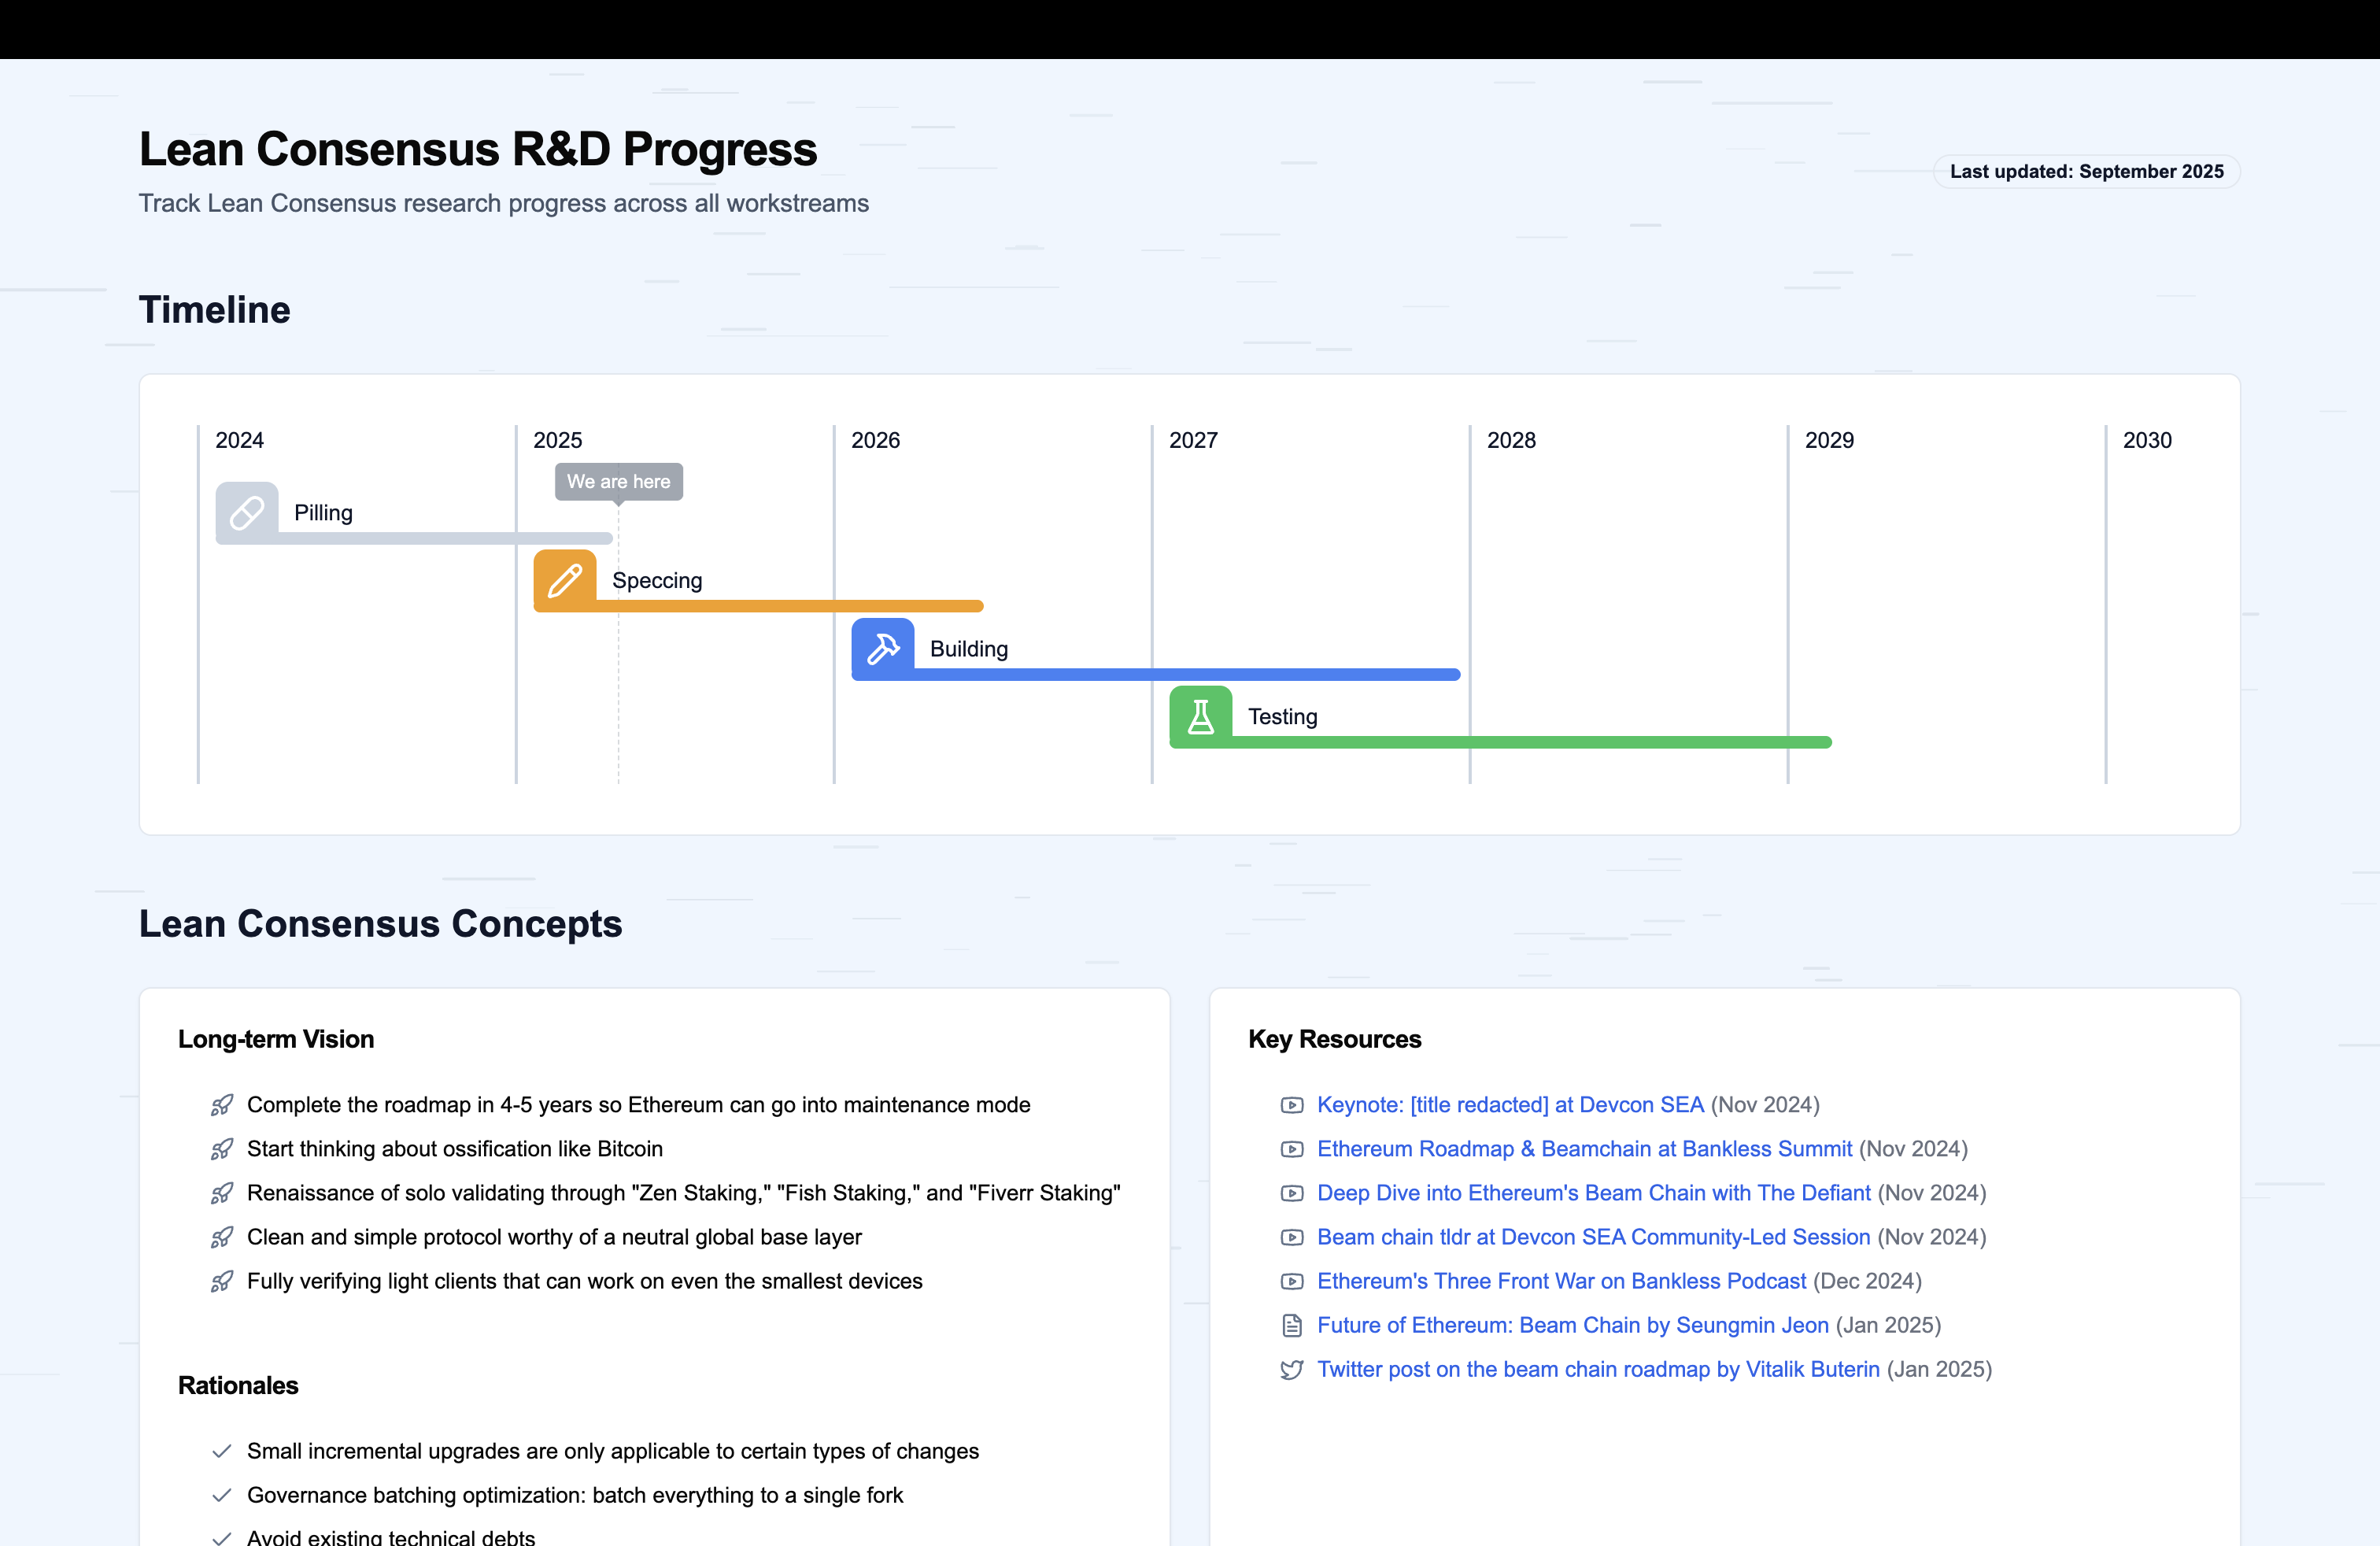 Lean Consensus R&D Progress
Track Lean Consensus research progress across all workstreams
Last updated: September 2025
Timeline
2024
2025
2026
2027
2028
2029
2030
We are here
Pilling
Speccing
Building
Testing
Lean Consensus Concepts
Long-term Vision
Complete the roadmap in 4-5 years so Ethereum can go into maintenance mode
Start thinking about ossification like Bitcoin
Renaissance of solo validating through "Zen Staking," "Fish Staking," and "Fiverr Staking"
Clean and simple protocol worthy of a neutral global base layer
Fully verifying light clients that can work on even the smallest devices
Rationales
Small incremental upgrades are only applicable to certain types of changes
Governance batching optimization: batch everything to a single fork
Avoid existing technical debts
Key Resources
Keynote: [title redacted] at Devcon SEA (Nov 2024)
Ethereum Roadmap & Beamchain at Bankless Summit (Nov 2024)
Deep Dive into Ethereum's Beam Chain with The Defiant (Nov 2024)
Beam chain tldr at Devcon SEA Community-Led Session (Nov 2024)
Ethereum's Three Front War on Bankless Podcast (Dec 2024)
Future of Ethereum: Beam Chain by Seungmin Jeon (Jan 2025)
Twitter post on the beam chain roadmap by Vitalik Buterin (Jan 2025)